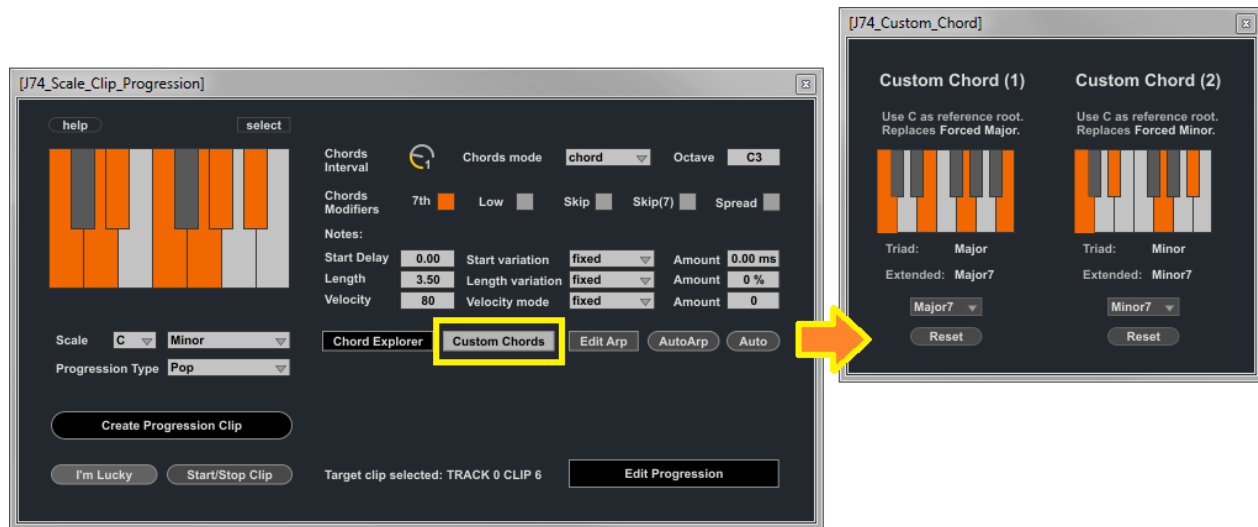 [J74_Scale_Clip_Progression]
help
select
Chords Interval
1
Chords mode
chord
Octave
C3
Chords Modifiers
7th
Low
Skip
Skip(7)
Spread
Notes:
Start Delay 0.00 Start variation fixed Amount 0.00 ms
Length 3.50 Length variation fixed Amount 0 %
Velocity 80 Velocity mode fixed Amount 0
Scale C Minor
Chord Explorer Custom Chords Edit Arp AutoArp Auto
Progression Type Pop
Create Progression Clip
I'm Lucky Start/Stop Clip
Target clip selected: TRACK 0 CLIP 6
Edit Progression
[J74_Custom_Chord]
Custom Chord (1)
Use C as reference root.
Replaces Forced Major.
Triad: Major
Extended: Major7
Major7
Reset
Custom Chord (2)
Use C as reference root.
Replaces Forced Minor.
Triad: Minor
Extended: Minor7
Minor7
Reset